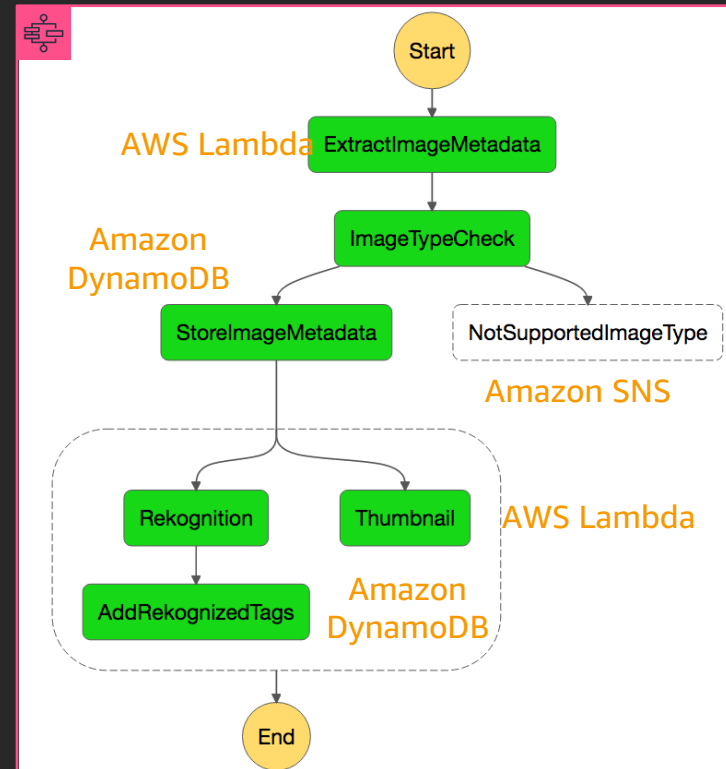 Start
AWS Lambda
ExtractImageMetadata
ImageTypeCheck
Amazon
DynamoDB
StoreImageMetadata
NotSupportedImageType
Amazon SNS
Rekognition
Thumbnail
AWS Lambda
AddRekognizedTags
Amazon
DynamoDB
End